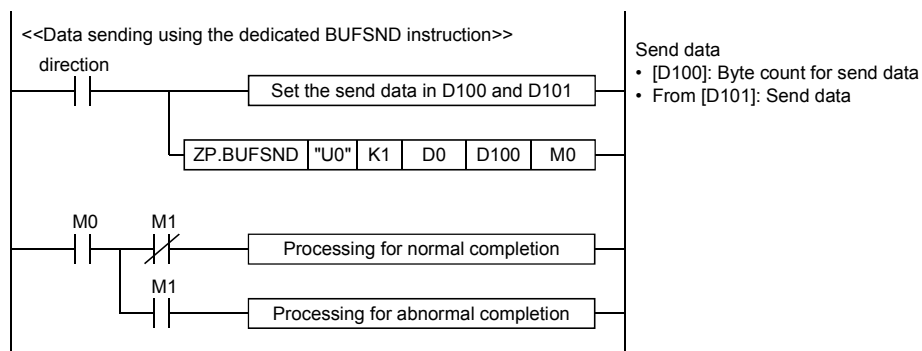 <<Data sending using the dedicated BUFSND instruction>>
direction
Set the send data in D100 and D101
ZP.BUFSND "U0" K1 D0 D100 M0
M0 M1
Processing for normal completion
M1
Processing for abnormal completion
Send data
• [D100]: Byte count for send data
• From [D101]: Send data